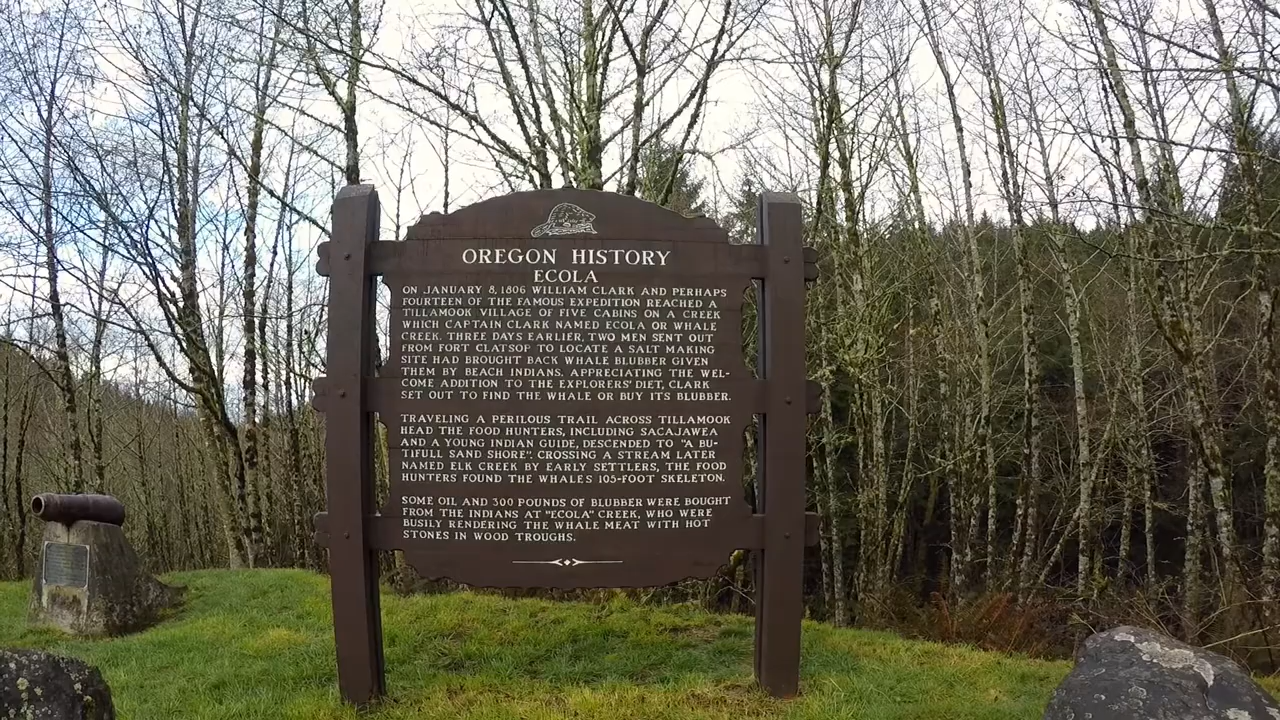 OREGON HISTORY
ECOLA
ON JANUARY 8, 1806 WILLIAM CLARK AND PERHAPS
FOURTEEN OF THE FAMOUS EXPEDITION REACHED A
TILLAMOOK VILLAGE OF FIVE CABINS ON A CREEK
WHICH CAPTAIN CLARK NAMED ECOLA OR WHALE
CREEK. THREE DAYS EARLIER, TWO MEN SENT OUT
FROM FORT CLATSOP TO LOCATE A SALT MAKING
SITE HAD BROUGHT BACK WHALE BLUBBER GIVEN
THEM BY BEACH INDIANS. APPRECIATING THE WEL-
COME ADDITION TO THE EXPLORERS' DIET, CLARK
SET OUT TO FIND THE WHALE OR BUY ITS BLUBBER.
TRAVELING A PERILOUS TRAIL ACROSS TILLAMOOK
HEAD THE FOOD HUNTERS, INCLUDING SACAJAWEA
AND A YOUNG INDIAN GUIDE, DESCENDED TO "A BU-
TIFULL SAND SHORE". CROSSING A STREAM LATER
NAMED ELK CREEK BY EARLY SETTLERS, THE FOOD
HUNTERS FOUND THE WHALES 105-FOOT SKELETON.
SOME OIL AND 300 POUNDS OF BLUBBER WERE BOUGHT
FROM THE INDIANS AT "ECOLA" CREEK, WHO WERE
BUSILY RENDERING THE WHALE MEAT WITH HOT
STONES IN WOOD TROUGHS.